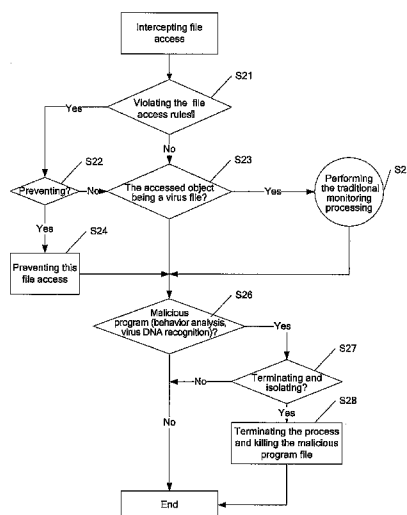 Intercepting file
access
S21
Violating the file
access rules
Yes
No
S22
S23
Preventing?
No
The accessed object
being a virus file?
Yes
S2
Performing
the traditional
monitoring
processing
Yes
S24
Preventing this
file access
S26
Malicious
program (behavior analysis,
virus DNA recognition)?
Yes
S27
No
Terminating and
isolating?
Yes
S28
No
Terminating the process
and killing the malicious
program file
End